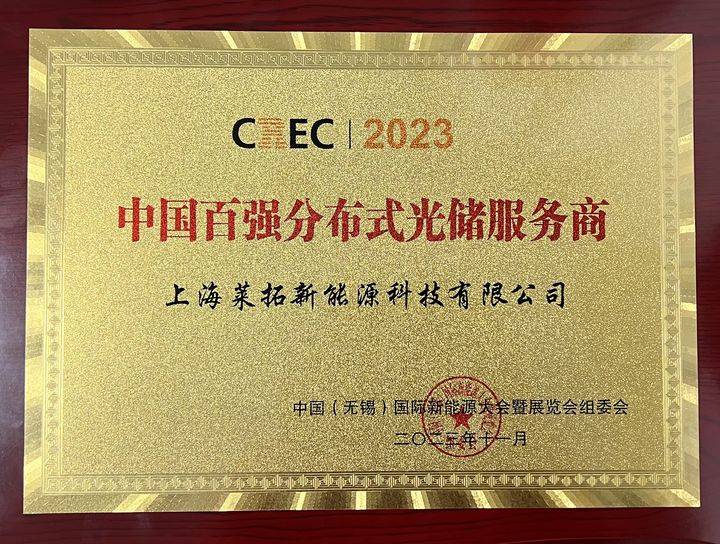 CREC | 2023
中国百强分布式光储服务商
上海莱拓新能源科技有限公司
中国（无锡）国际新能源大会暨展览会组委会
二〇二三年十一月